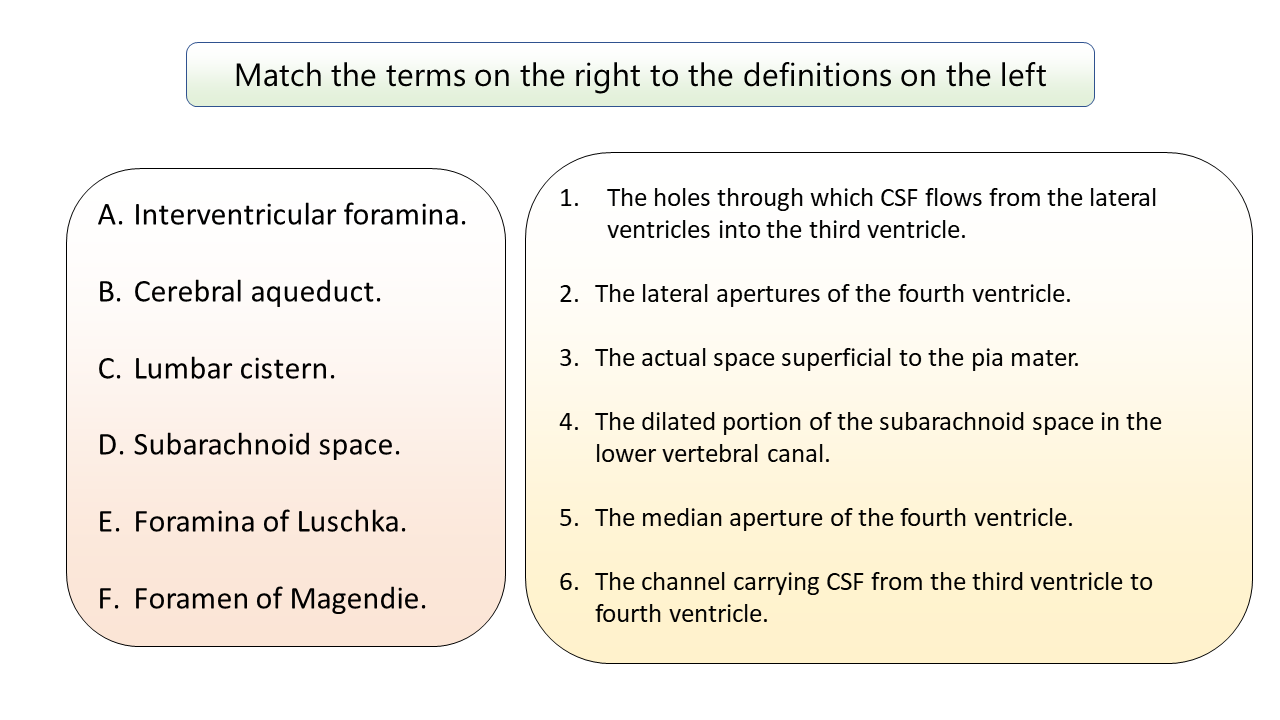 Match the terms on the right to the definitions on the left
A. Interventricular foramina.
B. Cerebral aqueduct.
C. Lumbar cistern.
D. Subarachnoid space.
E. Foramina of Luschka.
F. Foramen of Magendie.
1. The holes through which CSF flows from the lateral
ventricles into the third ventricle.
2. The lateral apertures of the fourth ventricle.
3. The actual space superficial to the pia mater.
4. The dilated portion of the subarachnoid space in the
lower vertebral canal.
5. The median aperture of the fourth ventricle.
6. The channel carrying CSF from the third ventricle to
fourth ventricle.